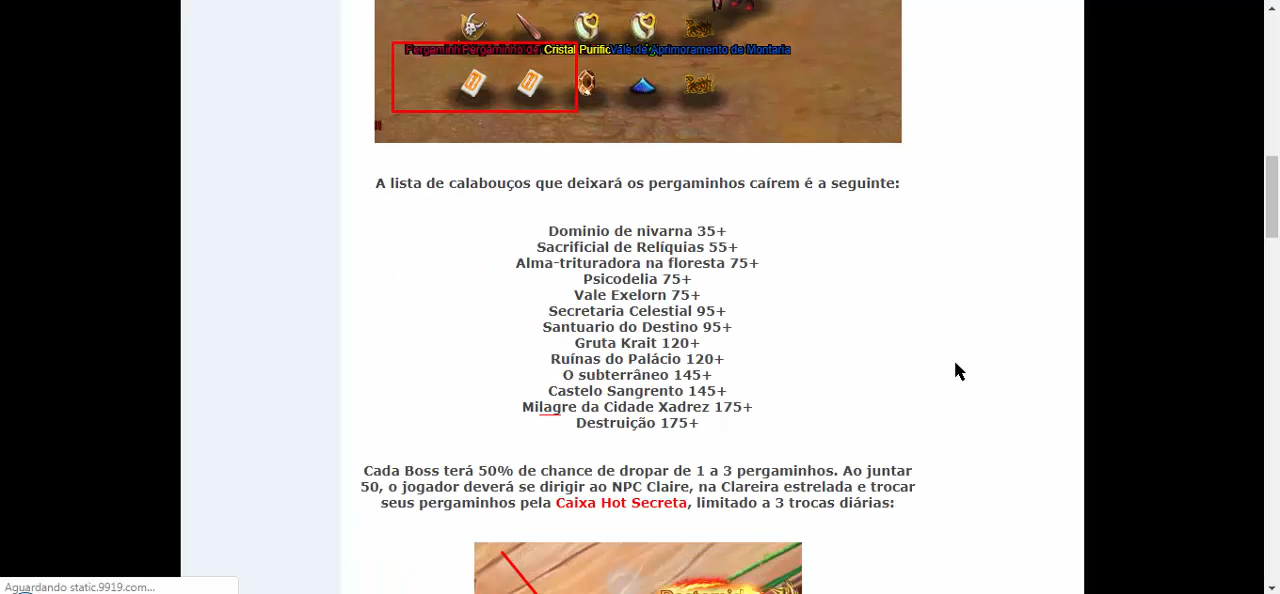 Cristal Purific Vale de Aprimoramento de Montaria
A lista de calabouços que deixará os pergaminhos caírem é a seguinte:
Dominio de nivarna 35+
Sacrificial de Relíquias 55+
Alma-trituradora na floresta 75+
Psicodelia 75+
Vale Exelorn 75+
Secretaria Celestial 95+
Santuario do Destino 95+
Gruta Krait 120+
Ruínas do Palácio 120+
O subterrâneo 145+
Castelo Sangrento 145+
Milagre da Cidade Xadrez 175+
Destruição 175+
Cada Boss terá 50% de chance de dropar de 1 a 3 pergaminhos. Ao juntar
50, o jogador deverá se dirigir ao NPC Claire, na Clareira estrelada e trocar
seus pergaminhos pela Caixa Hot Secreta, limitado a 3 trocas diárias:
Aguardando static.9919.com...